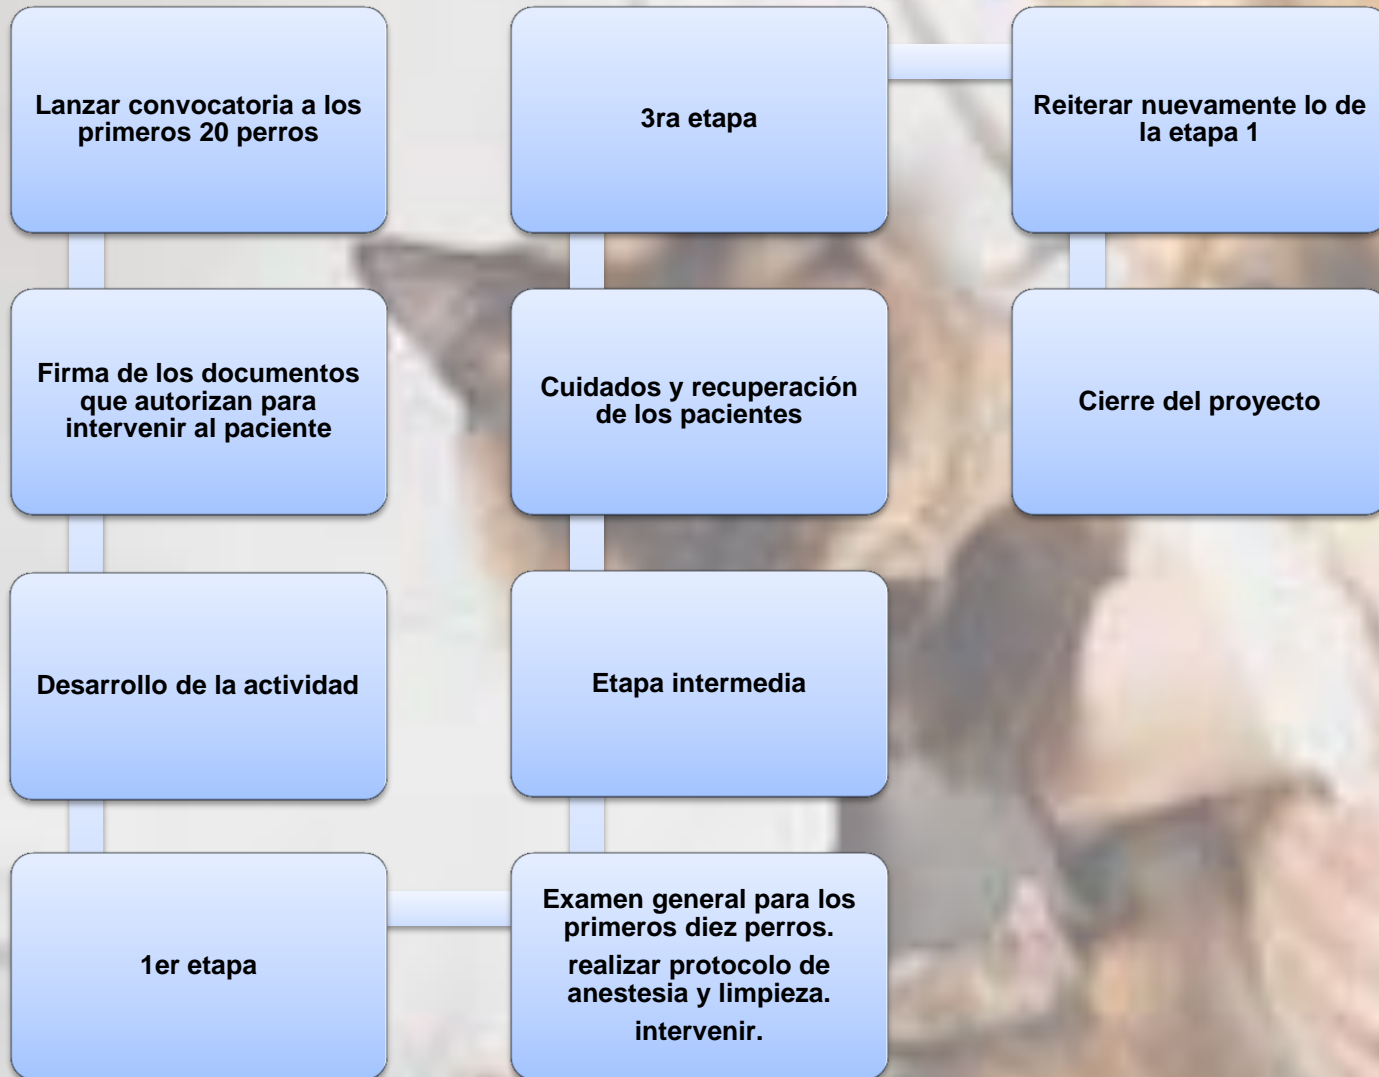 Lanzar convocatoria a los
primeros 20 perros
Firma de los documentos
que autorizan para
intervenir al paciente
Desarrollo de la actividad
1er etapa
Examen general para los
primeros diez perros.
realizar protocolo de
anestesia y limpieza.
intervenir.
Etapa intermedia
Cuidados y recuperación
de los pacientes
3ra etapa
Reiterar nuevamente lo de
la etapa 1
Cierre del proyecto